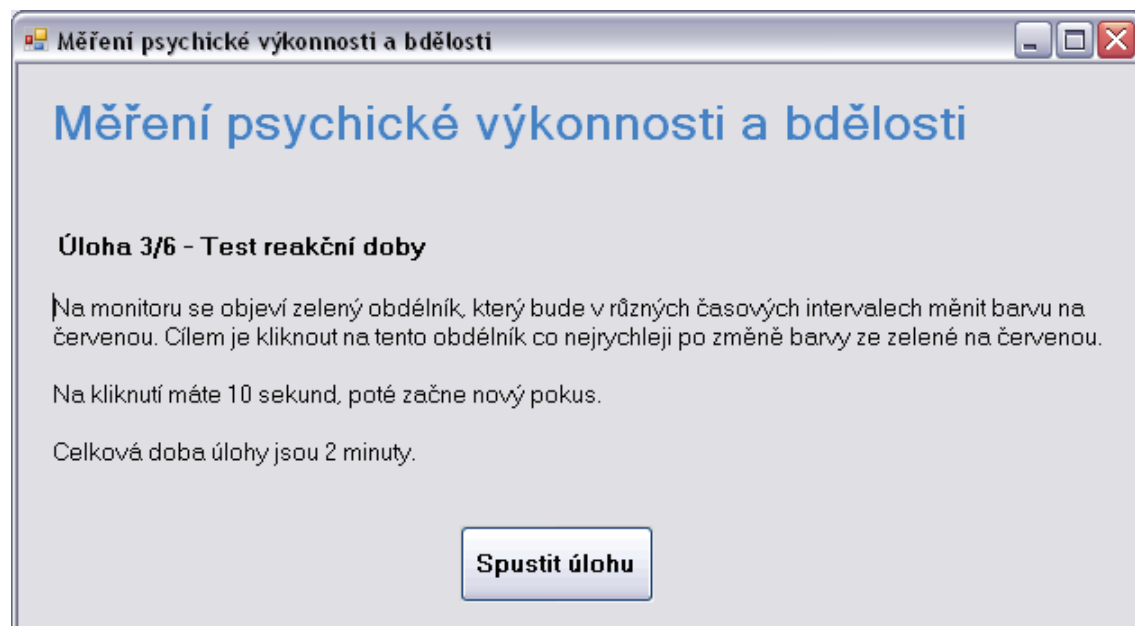 Měření psychické výkonnosti a bdělosti
Měření psychické výkonnosti a bdělosti
Úloha 3/6 - Test reakční doby
Na monitoru se objeví zelený obdélník, který bude v různých časových intervalech měnit barvu na
červenou. Cílem je kliknout na tento obdélník co nejrychleji po změně barvy ze zelené na červenou.
Na kliknutí máte 10 sekund, poté začne nový pokus.
Celková doba úlohy jsou 2 minuty.
Spustit úlohu